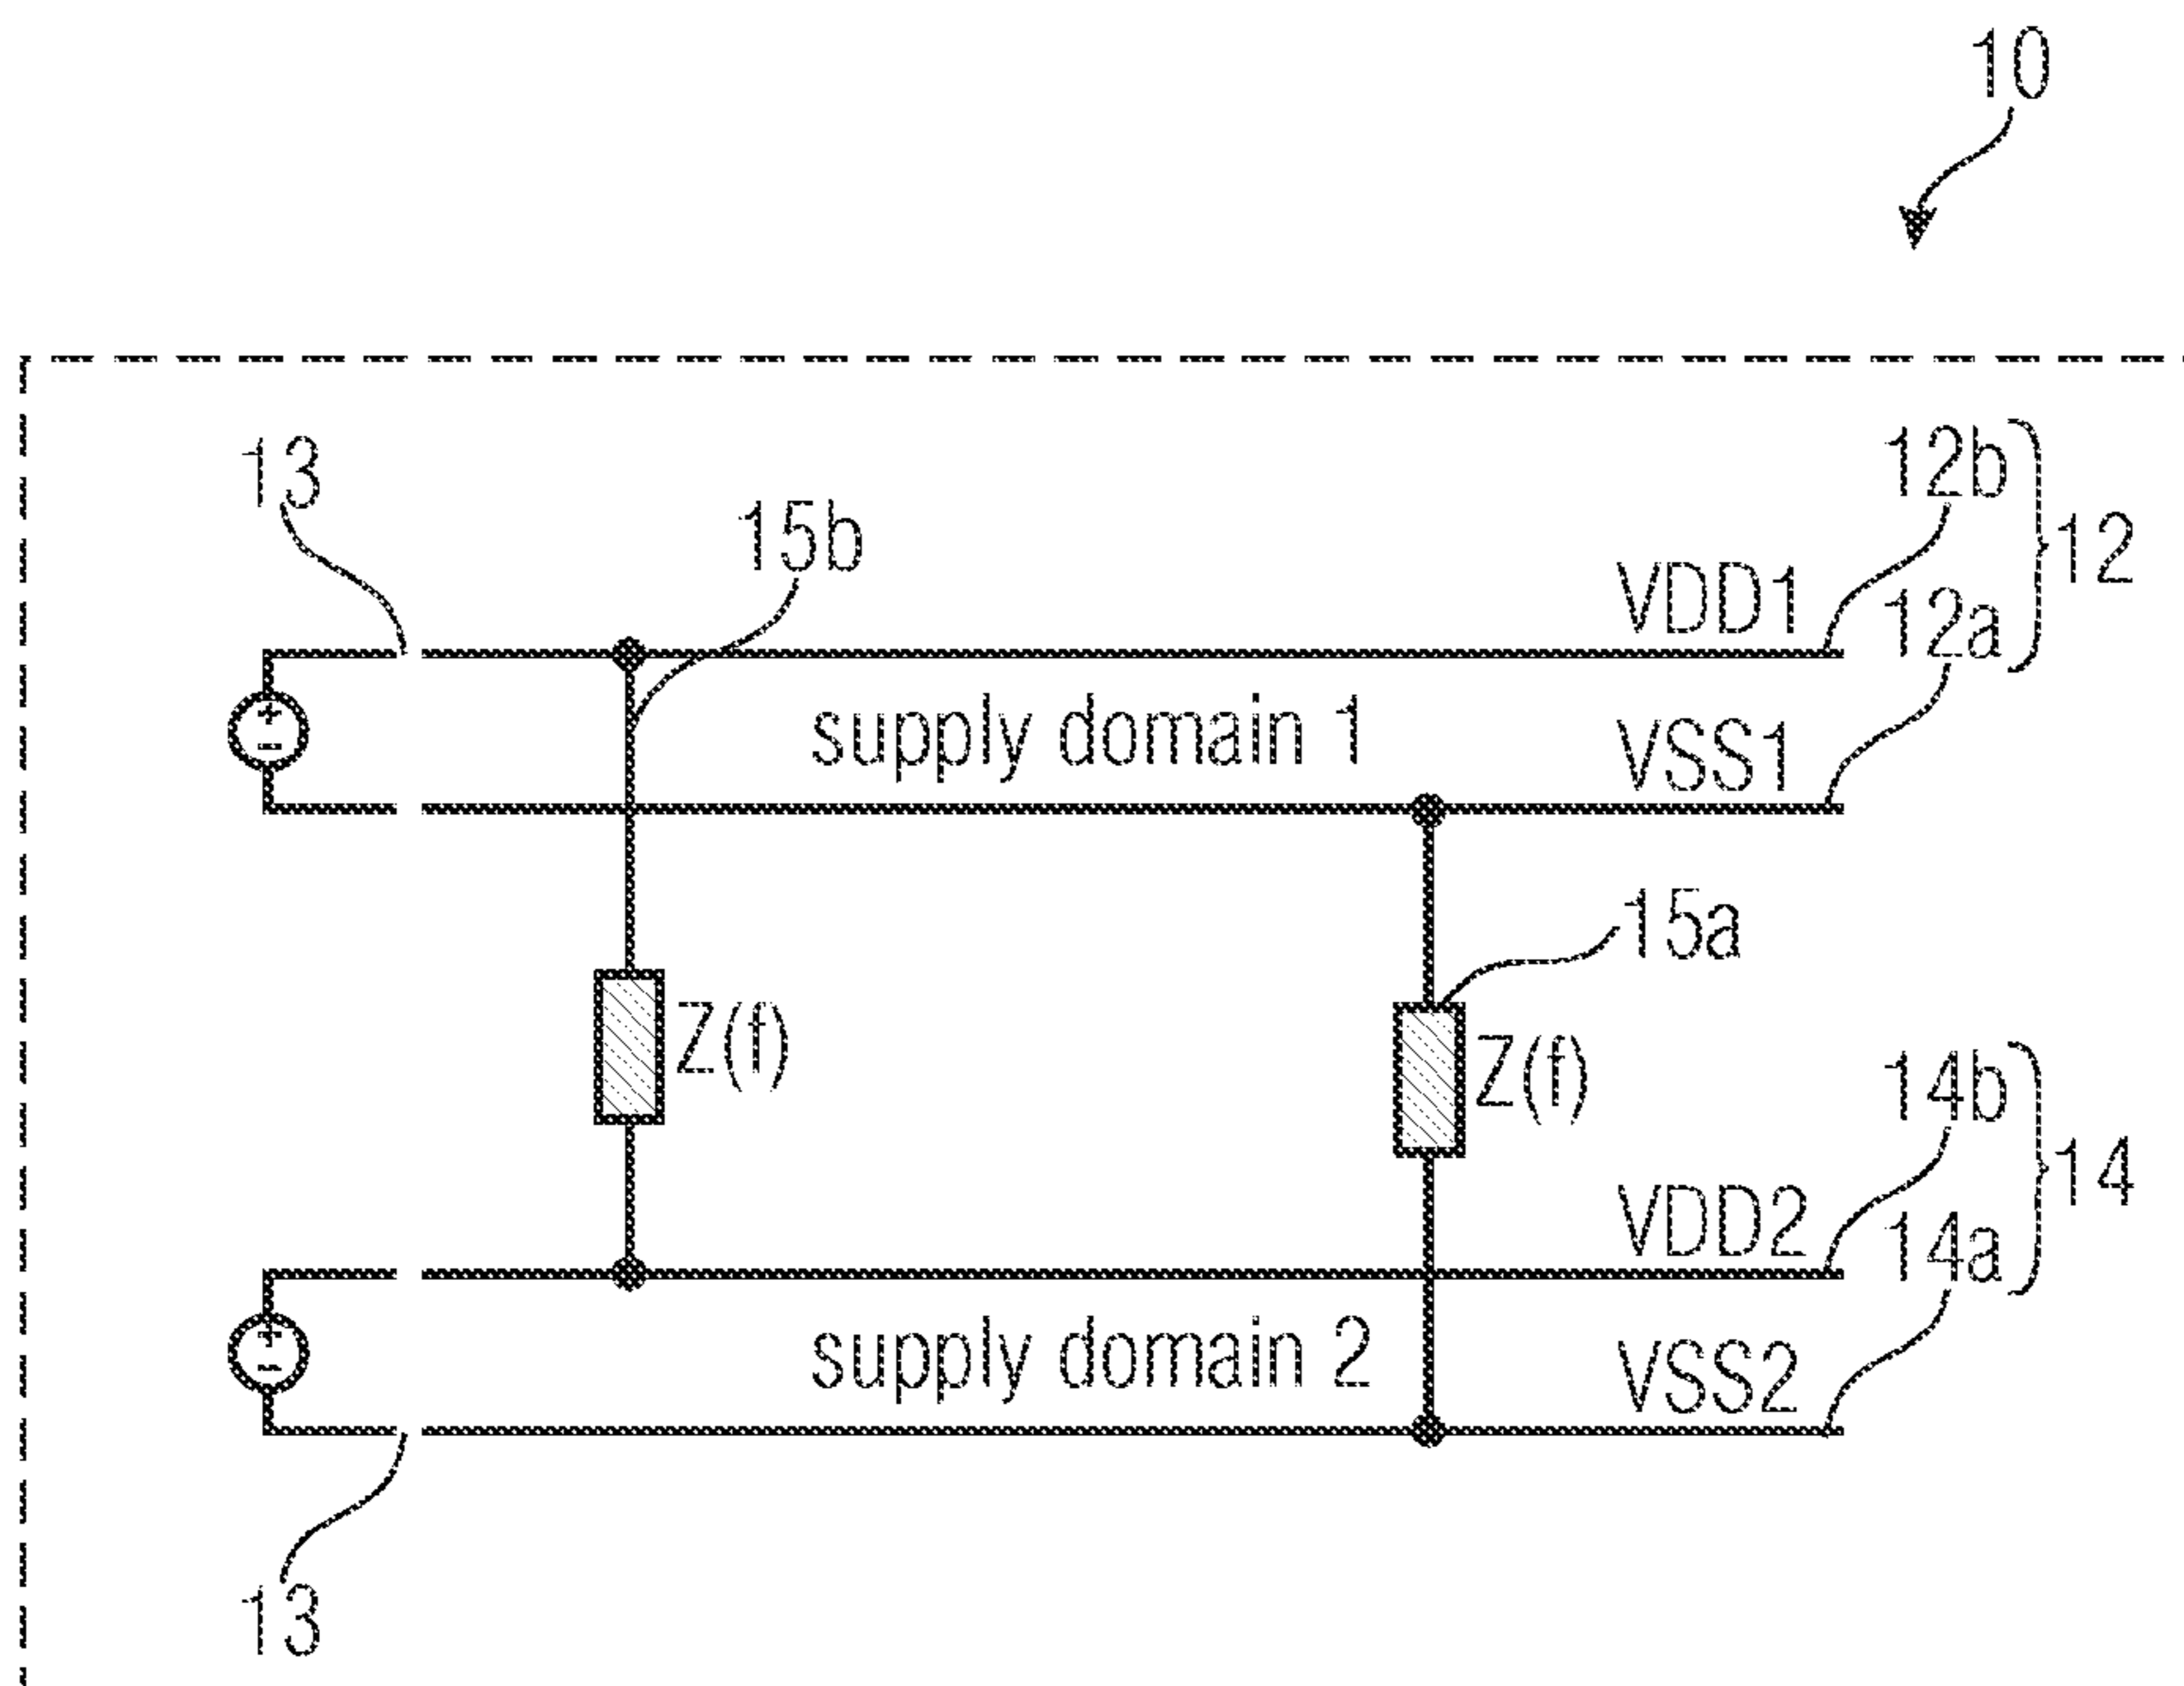 10
13
15b
12b
12
VDD1
12a
supply domain 1
VSS1
15a
Z(f)
Z(f)
14b
14
VDD2
14a
supply domain 2
VSS2
13